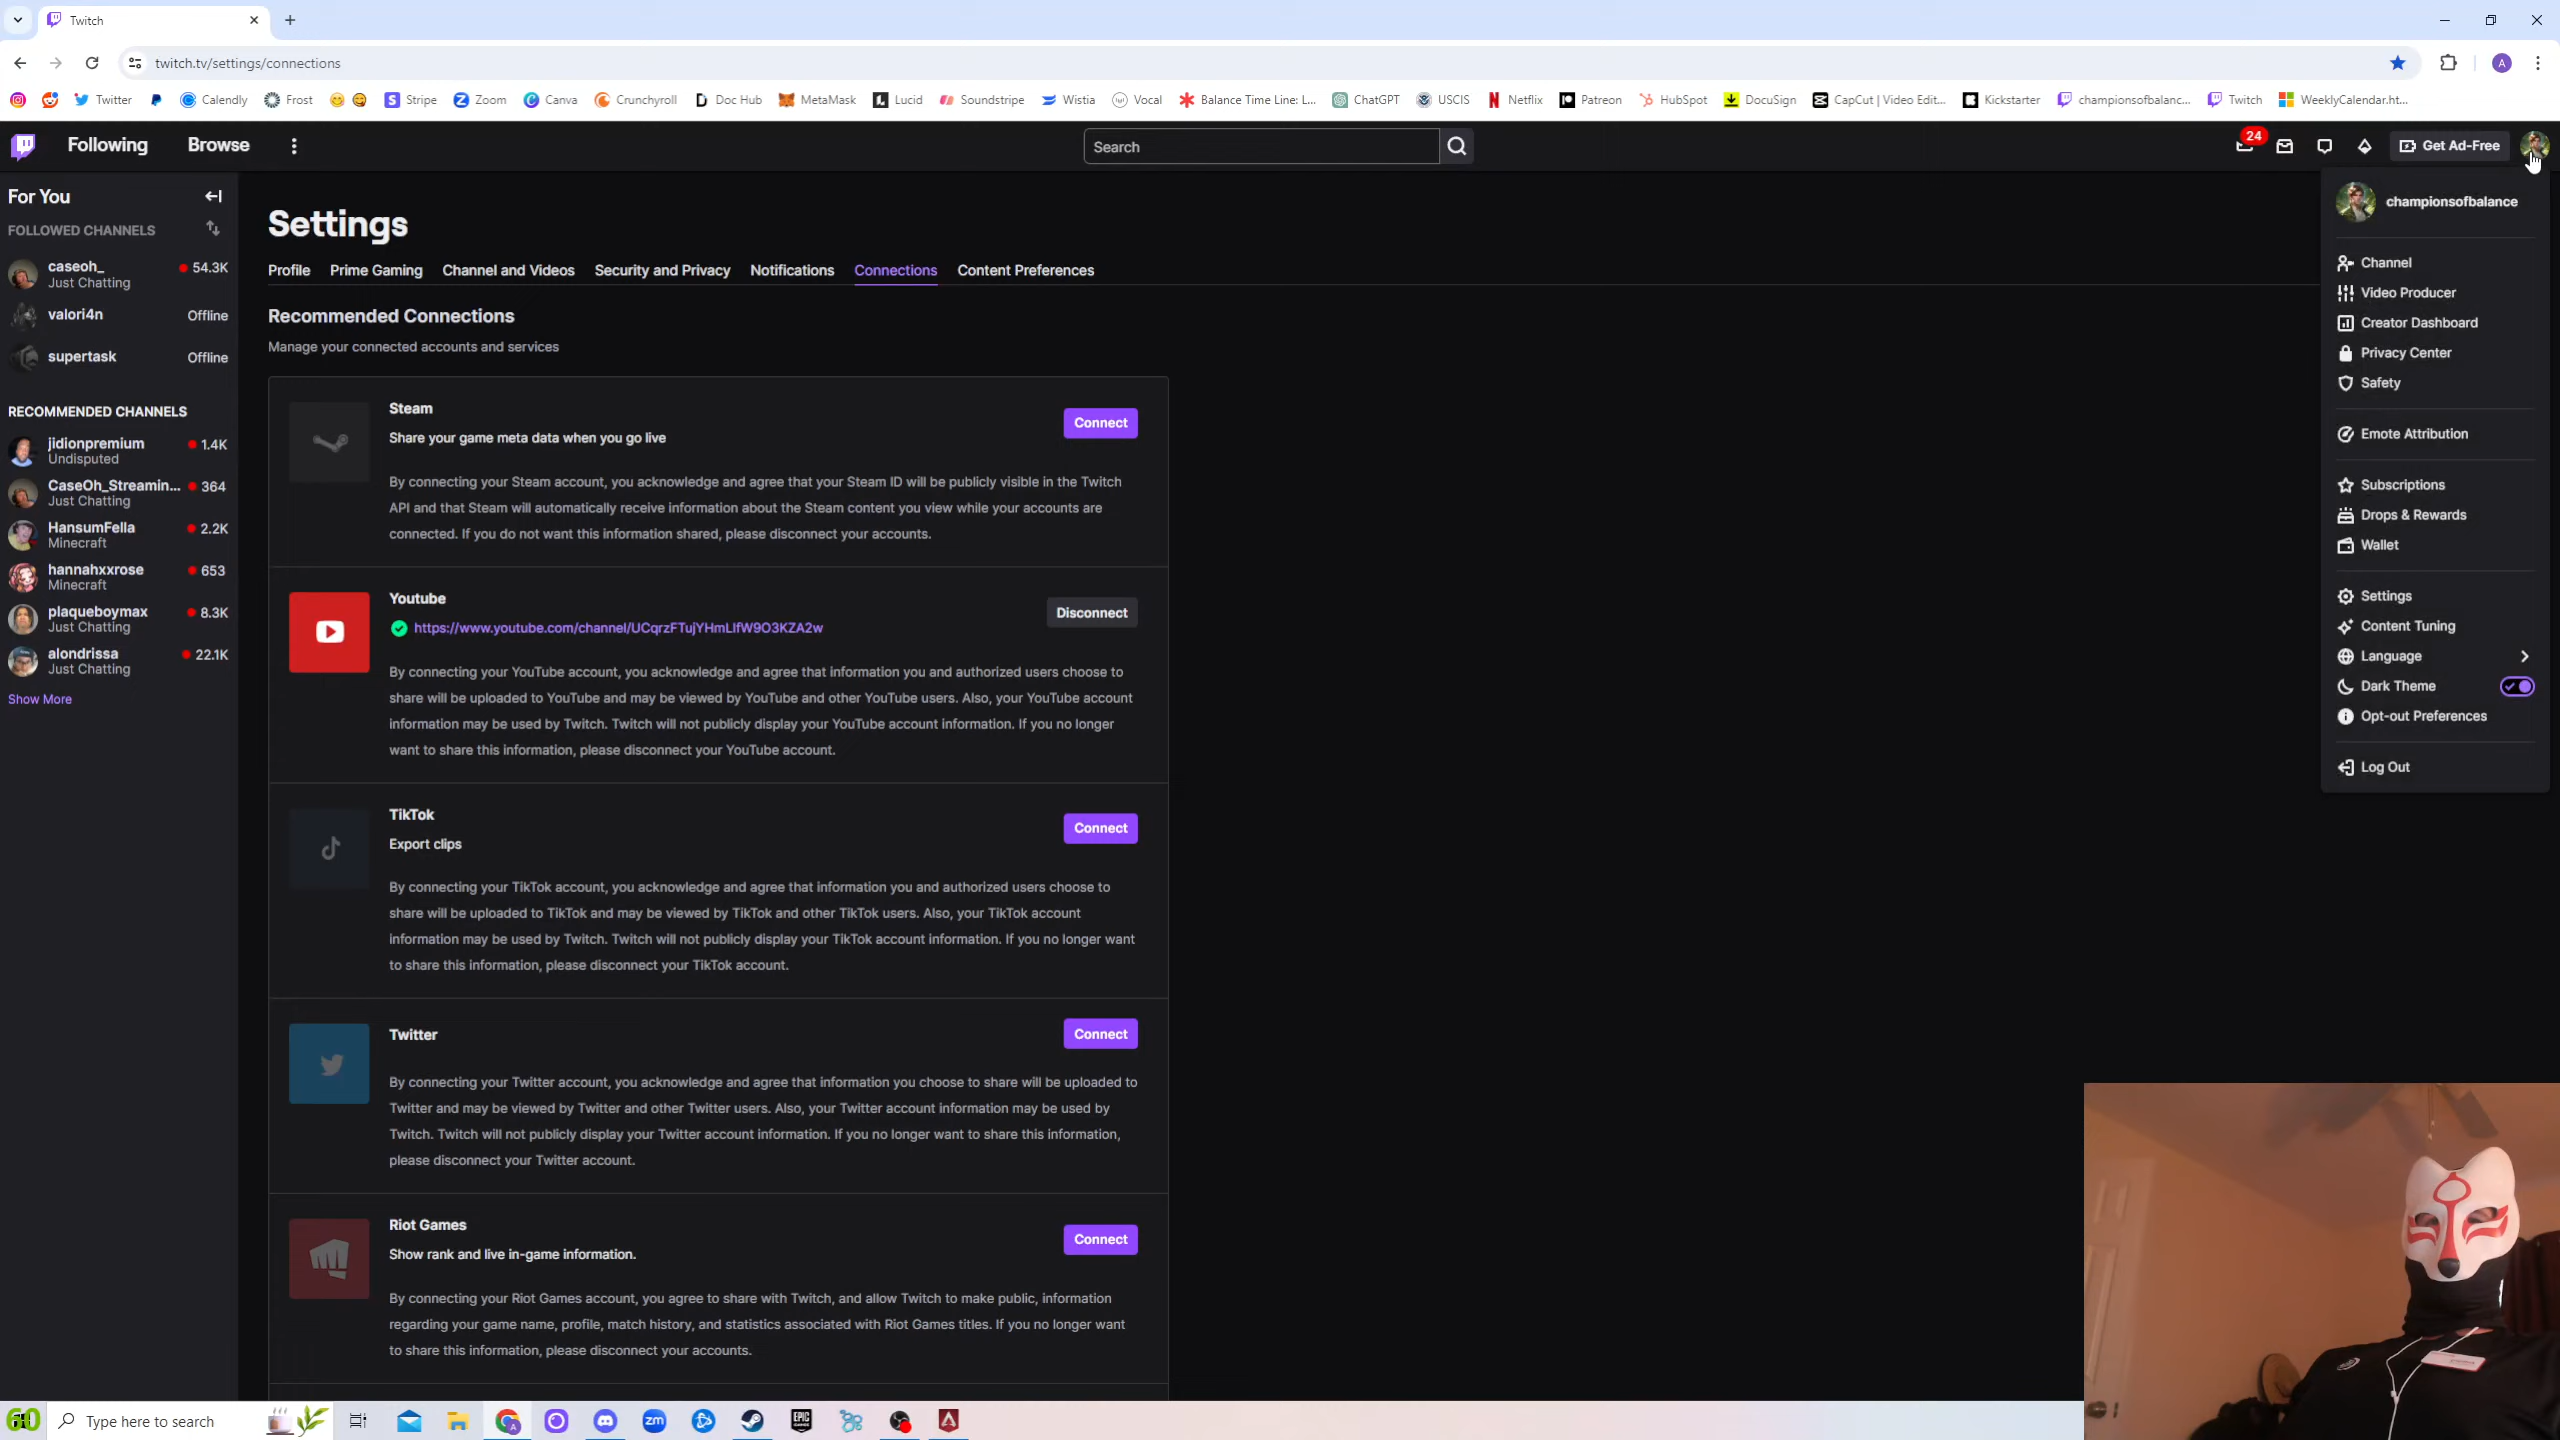 Twitch
twitch.tv/settings/connections
Twitter
Calendly
Frost
Stripe
Zoom
Canva
Crunchyroll
Doc Hub
MetaMask
Lucid
Soundstripe
Wistia
Vocal
Balance Time Line: L...
ChatGPT
USCIS
Netflix
Patreon
HubSpot
DocuSign
CapCut | Video Edit...
Kickstarter
championsofbalanc...
Twitch
WeeklyCalendar.ht...
A
Following
Browse
Search
24
Get Ad-Free
For You
FOLLOWED CHANNELS
caseoh_ 54.3K
Just Chatting
valori4n Offline
supertask Offline
RECOMMENDED CHANNELS
jidionpremium 1.4K
Undisputed
CaseOh_Streamin... 364
Just Chatting
HansumFella 2.2K
Minecraft
hannahxxrose 653
Minecraft
plaqueboymax 8.3K
Just Chatting
alondrissa 22.1K
Just Chatting
Show More
Settings
Profile Prime Gaming Channel and Videos Security and Privacy Notifications Connections Content Preferences
Recommended Connections
Manage your connected accounts and services
Steam
Connect
Share your game meta data when you go live
By connecting your Steam account, you acknowledge and agree that your Steam ID will be publicly visible in the Twitch
API and that Steam will automatically receive information about the Steam content you view while your accounts are
connected. If you do not want this information shared, please disconnect your accounts.
Youtube
Disconnect
https://www.youtube.com/channel/UCqrzFTujYHmLlfW9O3KZA2w
By connecting your YouTube account, you acknowledge and agree that information you and authorized users choose to
share will be uploaded to YouTube and may be viewed by YouTube and other YouTube users. Also, your YouTube account
information may be used by Twitch. Twitch will not publicly display your YouTube account information. If you no longer
want to share this information, please disconnect your YouTube account.
TikTok
Connect
Export clips
By connecting your TikTok account, you acknowledge and agree that information you and authorized users choose to
share will be uploaded to TikTok and may be viewed by TikTok and other TikTok users. Also, your TikTok account
information may be used by Twitch. Twitch will not publicly display your TikTok account information. If you no longer want
to share this information, please disconnect your TikTok account.
Twitter
Connect
By connecting your Twitter account, you acknowledge and agree that information you choose to share will be uploaded to
Twitter and may be viewed by Twitter and other Twitter users. Also, your Twitter account information may be used by
Twitch. Twitch will not publicly display your Twitter account information. If you no longer want to share this information,
please disconnect your Twitter account.
Riot Games
Connect
Show rank and live in-game information.
By connecting your Riot Games account, you agree to share with Twitch, and allow Twitch to make public, information
regarding your game name, profile, match history, and statistics associated with Riot Games titles. If you no longer want
to share this information, please disconnect your accounts.
championsofbalance
Channel
Video Producer
Creator Dashboard
Privacy Center
Safety
Emote Attribution
Subscriptions
Drops & Rewards
Wallet
Settings
Content Tuning
Language
Dark Theme
Opt-out Preferences
Log Out
60
Type here to search
zm
EPIC
GAMES